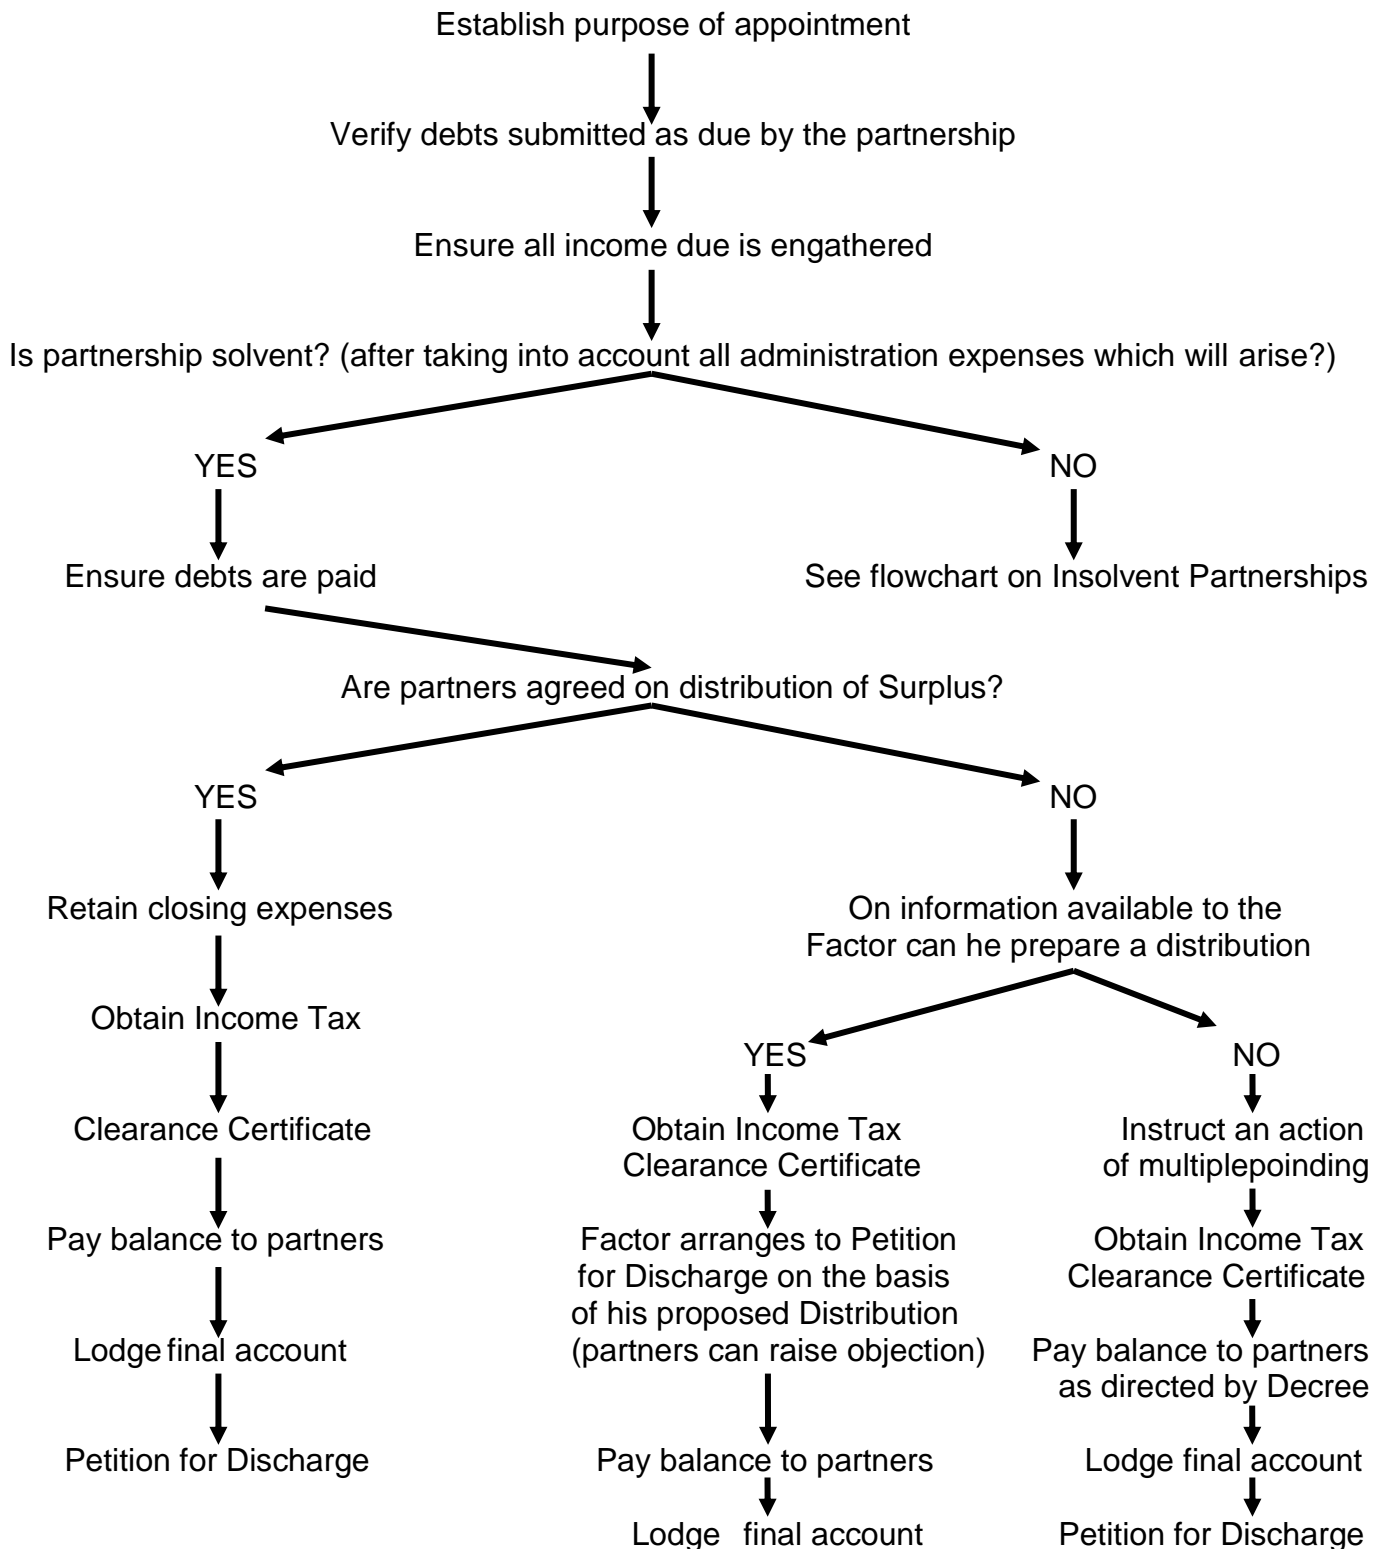 Establish purpose of appointment
Verify debts submitted as due by the partnership
Ensure all income due is engathered
Is partnership solvent? (after taking into account all administration expenses which will arise?)
YES
NO
Ensure debts are paid
See flowchart on Insolvent Partnerships
Are partners agreed on distribution of Surplus?
YES
NO
Retain closing expenses
On information available to the
Factor can he prepare a distribution
Obtain Income Tax
YES
NO
Clearance Certificate
Obtain Income Tax
Clearance Certificate
Instruct an action
of multiplepoinding
Pay balance to partners
Factor arranges to Petition
for Discharge on the basis
of his proposed Distribution
(partners can raise objection)
Obtain Income Tax
Clearance Certificate
Lodge final account
Pay balance to partners
as directed by Decree
Petition for Discharge
Pay balance to partners
Lodge final account
Lodge final account
Petition for Discharge